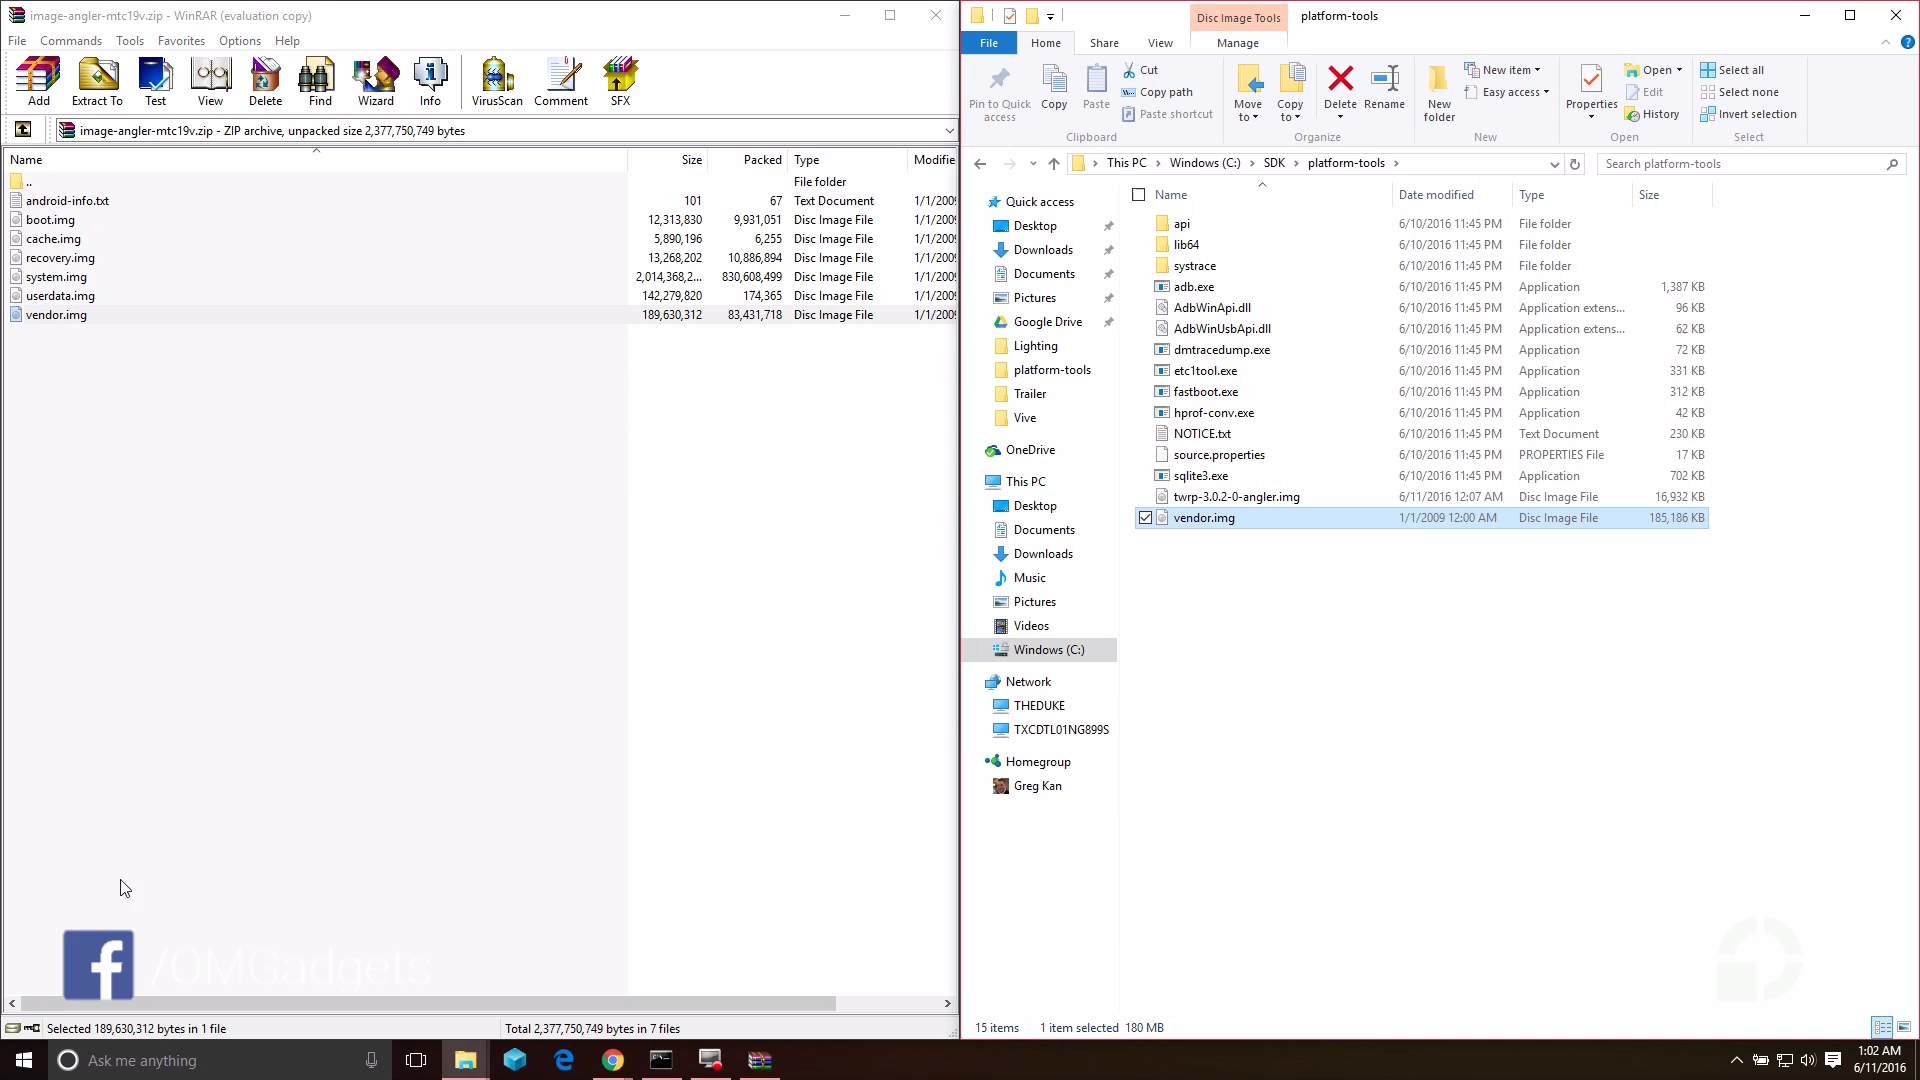 image-angler-mtc19v.zip - WinRAR (evaluation copy)
File Commands Tools Favorites Options Help
Add Extract To Test View Delete Find Wizard Info VirusScan Comment SFX
image-angler-mtc19v.zip - ZIP archive, unpacked size 2,377,750,749 bytes
Name Size Packed Type Modifie
.. File folder
android-info.txt 101 67 Text Document 1/1/2009
boot.img 12,313,830 9,931,051 Disc Image File 1/1/2009
cache.img 5,890,196 6,255 Disc Image File 1/1/2009
recovery.img 13,268,202 10,886,894 Disc Image File 1/1/2009
system.img 2,014,368,2... 830,608,499 Disc Image File 1/1/2009
userdata.img 142,279,820 174,365 Disc Image File 1/1/2009
vendor.img 189,630,312 83,431,718 Disc Image File 1/1/2009
f /OMGadgets
Selected 189,630,312 bytes in 1 file
Total 2,377,750,749 bytes in 7 files
Disc Image Tools platform-tools
File Home Share View Manage
Pin to Quick access
Copy
Paste
Cut
Copy path
Paste shortcut
Clipboard
Move to
Copy to
Delete
Rename
Organize
New folder
New item
Easy access
New
Properties
Open
Edit
History
Open
Select all
Select none
Invert selection
Select
This PC Windows (C:) SDK platform-tools
Search platform-tools
Quick access
Desktop
Downloads
Documents
Pictures
Google Drive
Lighting
platform-tools
Trailer
Vive
OneDrive
This PC
Desktop
Documents
Downloads
Music
Pictures
Videos
Windows (C:)
Network
THEDUKE
TXCDTL01NG899S
Homegroup
Greg Kan
Name Date modified Type Size
api 6/10/2016 11:45 PM File folder
lib64 6/10/2016 11:45 PM File folder
systrace 6/10/2016 11:45 PM File folder
adb.exe 6/10/2016 11:45 PM Application 1,387 KB
AdbWinApi.dll 6/10/2016 11:45 PM Application extens... 96 KB
AdbWinUsbApi.dll 6/10/2016 11:45 PM Application extens... 62 KB
dmtracedump.exe 6/10/2016 11:45 PM Application 72 KB
etc1tool.exe 6/10/2016 11:45 PM Application 331 KB
fastboot.exe 6/10/2016 11:45 PM Application 312 KB
hprof-conv.exe 6/10/2016 11:45 PM Application 42 KB
NOTICE.txt 6/10/2016 11:45 PM Text Document 230 KB
source.properties 6/10/2016 11:45 PM PROPERTIES File 17 KB
sqlite3.exe 6/10/2016 11:45 PM Application 702 KB
twrp-3.0.2-0-angler.img 6/11/2016 12:07 AM Disc Image File 16,932 KB
vendor.img 1/1/2009 12:00 AM Disc Image File 185,186 KB
15 items 1 item selected 180 MB
Ask me anything
1:02 AM
6/11/2016